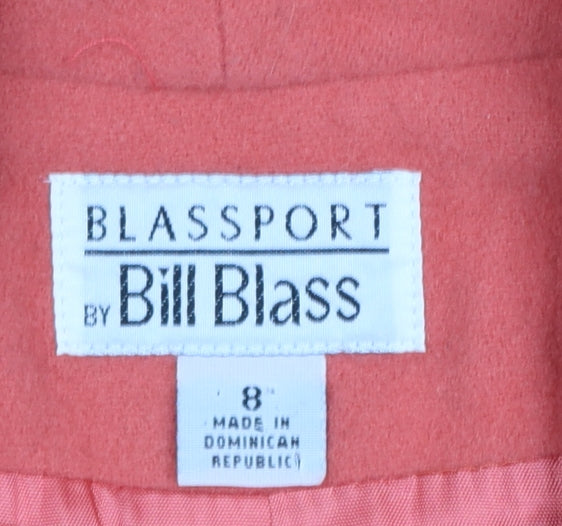 BLASSPORT
BY Bill Blass
8
MADE IN
DOMINICAN
REPUBLIC